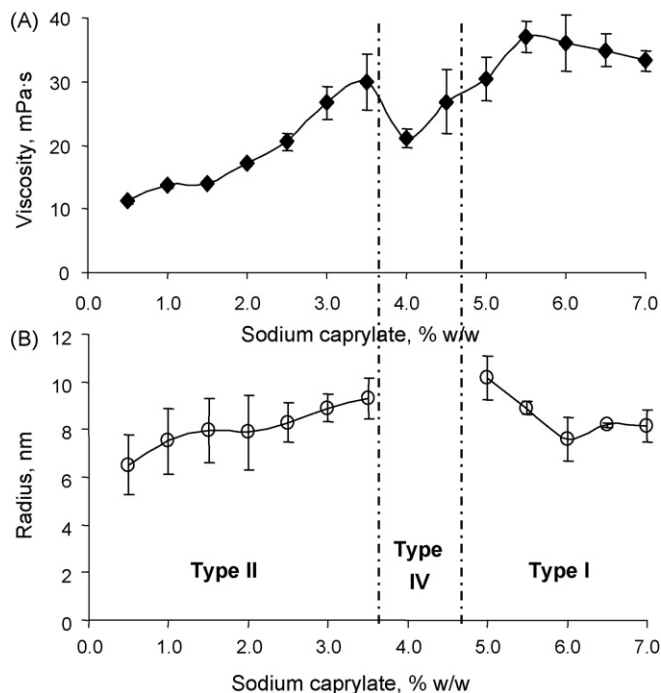 (A)
40
30
20
10
0
Viscosity, mPa·s
0.0 1.0 2.0 3.0 4.0 5.0 6.0 7.0
Sodium caprylate, % w/w
(B)
12
10
8
6
4
2
0
Radius, nm
Type II
Type
IV
Type I
0.0 1.0 2.0 3.0 4.0 5.0 6.0 7.0
Sodium caprylate, % w/w